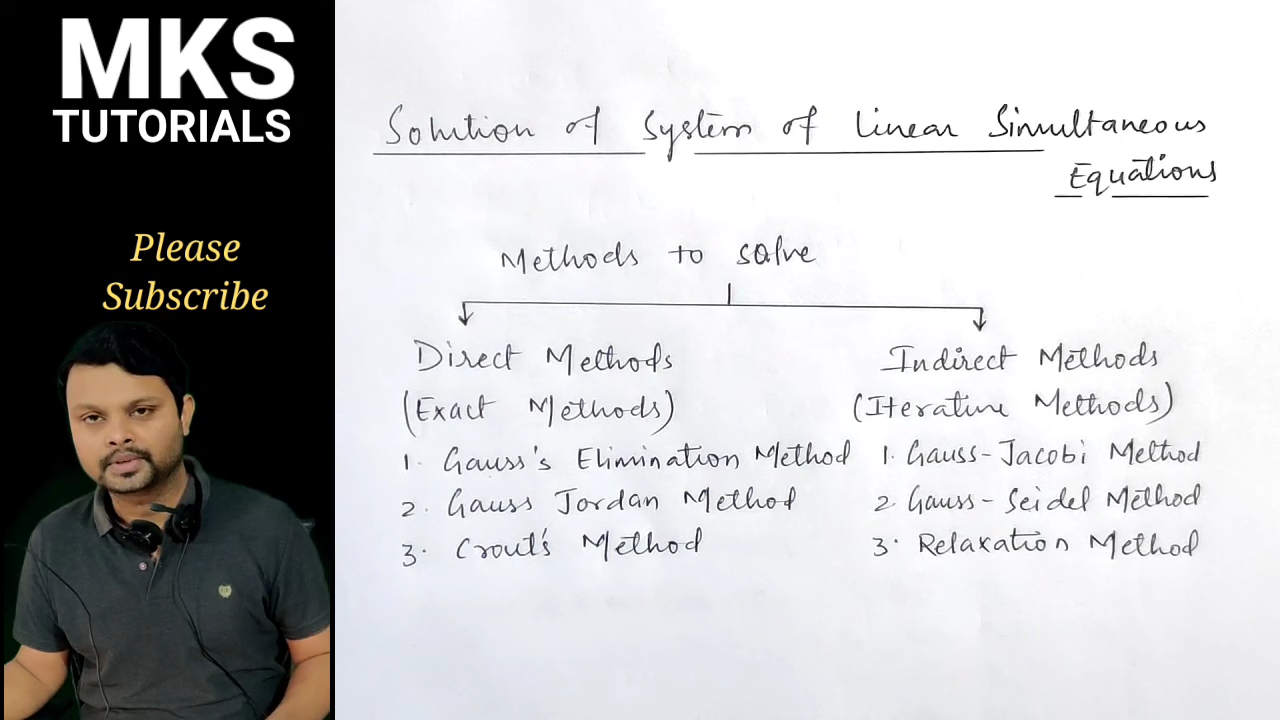 MKS
TUTORIALS
Please
Subscribe
Solution of System of Linear Simultaneous
Equations
Methods to solve
Direct Methods
(Exact Methods)
1. Gauss's Elimination Method
2. Gauss Jordan Method
3. Crout's Method
Indirect Methods
(Iterative Methods)
1. Gauss-Jacobi Method
2. Gauss-Seidel Method
3. Relaxation Method